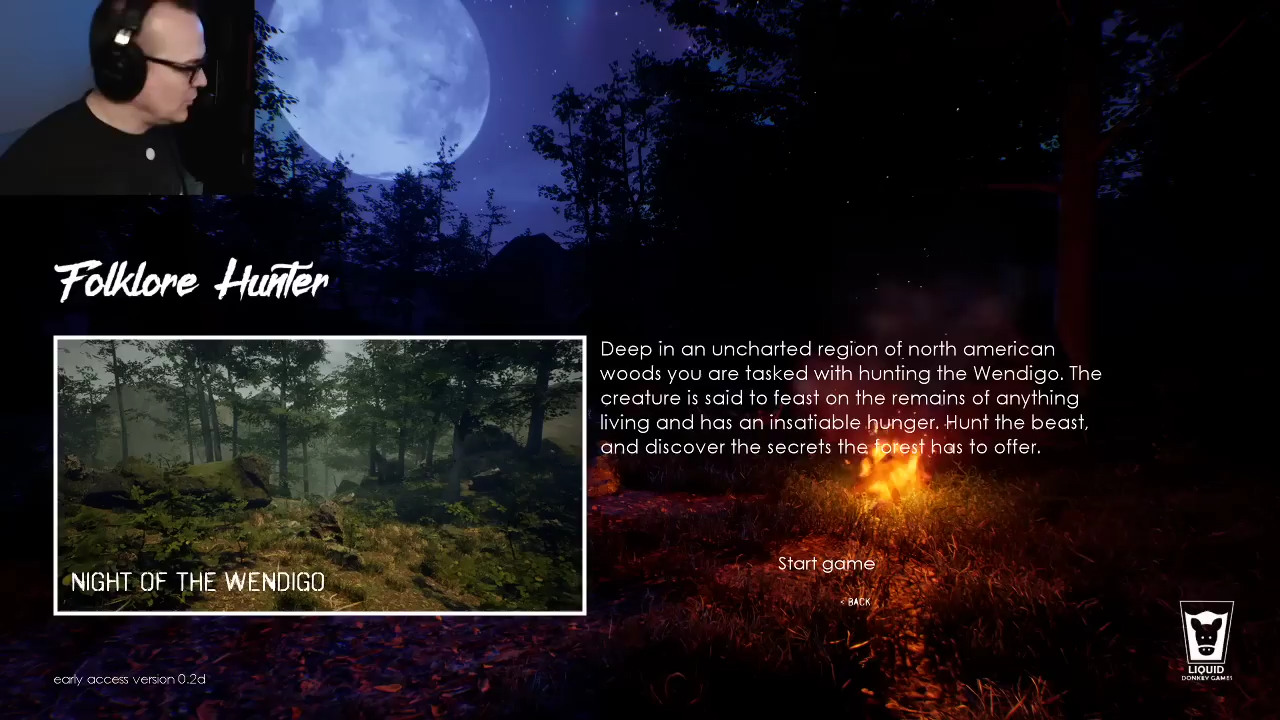 Folklore Hunter
Deep in an uncharted region of north american
woods you are tasked with hunting the Wendigo. The
creature is said to feast on the remains of anything
living and has an insatiable hunger. Hunt the beast,
and discover the secrets the forest has to offer.
NIGHT OF THE WENDIGO
Start game
< BACK
early access version 0.2d
LIQUID
DONKEY GAMES